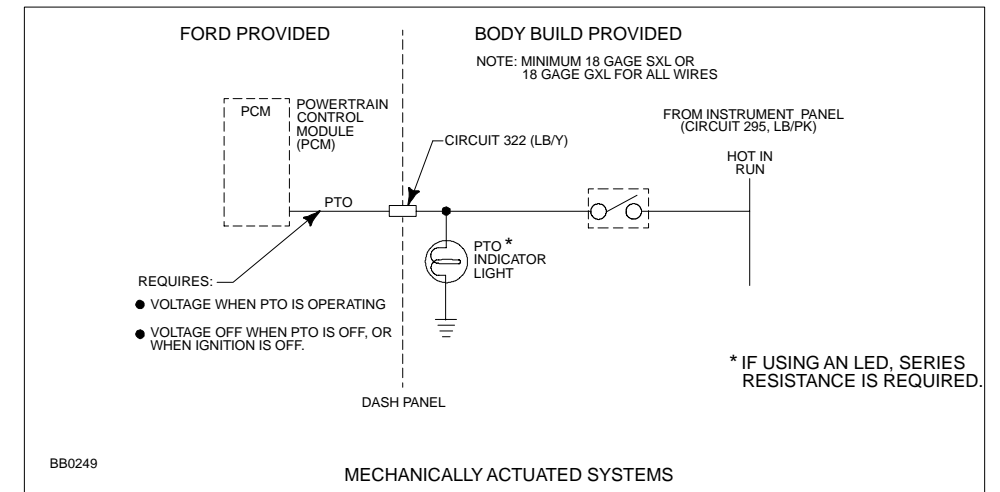 FORD PROVIDED
BODY BUILD PROVIDED
NOTE: MINIMUM 18 GAGE SXL OR
18 GAGE GXL FOR ALL WIRES
PCM
POWERTRAIN
CONTROL
MODULE
(PCM)
CIRCUIT 322 (LB/Y)
FROM INSTRUMENT PANEL
(CIRCUIT 295, LB/PK)
HOT IN
RUN
PTO
PTO *
INDICATOR
LIGHT
REQUIRES:
● VOLTAGE WHEN PTO IS OPERATING
● VOLTAGE OFF WHEN PTO IS OFF, OR
WHEN IGNITION IS OFF.
* IF USING AN LED, SERIES
RESISTANCE IS REQUIRED.
DASH PANEL
BB0249
MECHANICALLY ACTUATED SYSTEMS